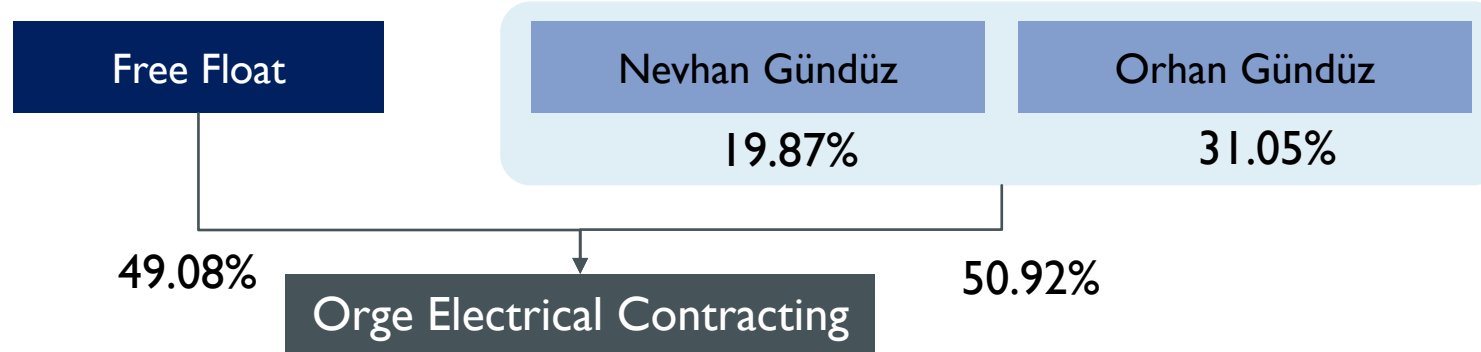 Free Float
Nevhan Gündüz
Orhan Gündüz
19.87%
31.05%
49.08%
50.92%
Orge Electrical Contracting